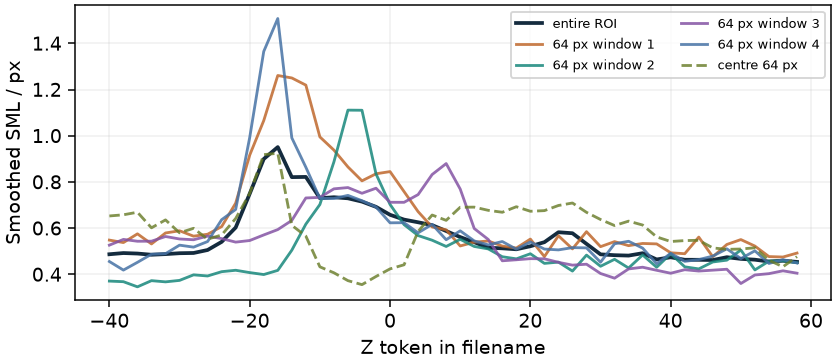 Smoothed SML / px
1.4
1.2
1.0
0.8
0.6
0.4
entire ROI
64 px window 1
64 px window 2
64 px window 3
64 px window 4
centre 64 px
−40
−20
0
20
40
60
Z token in filename